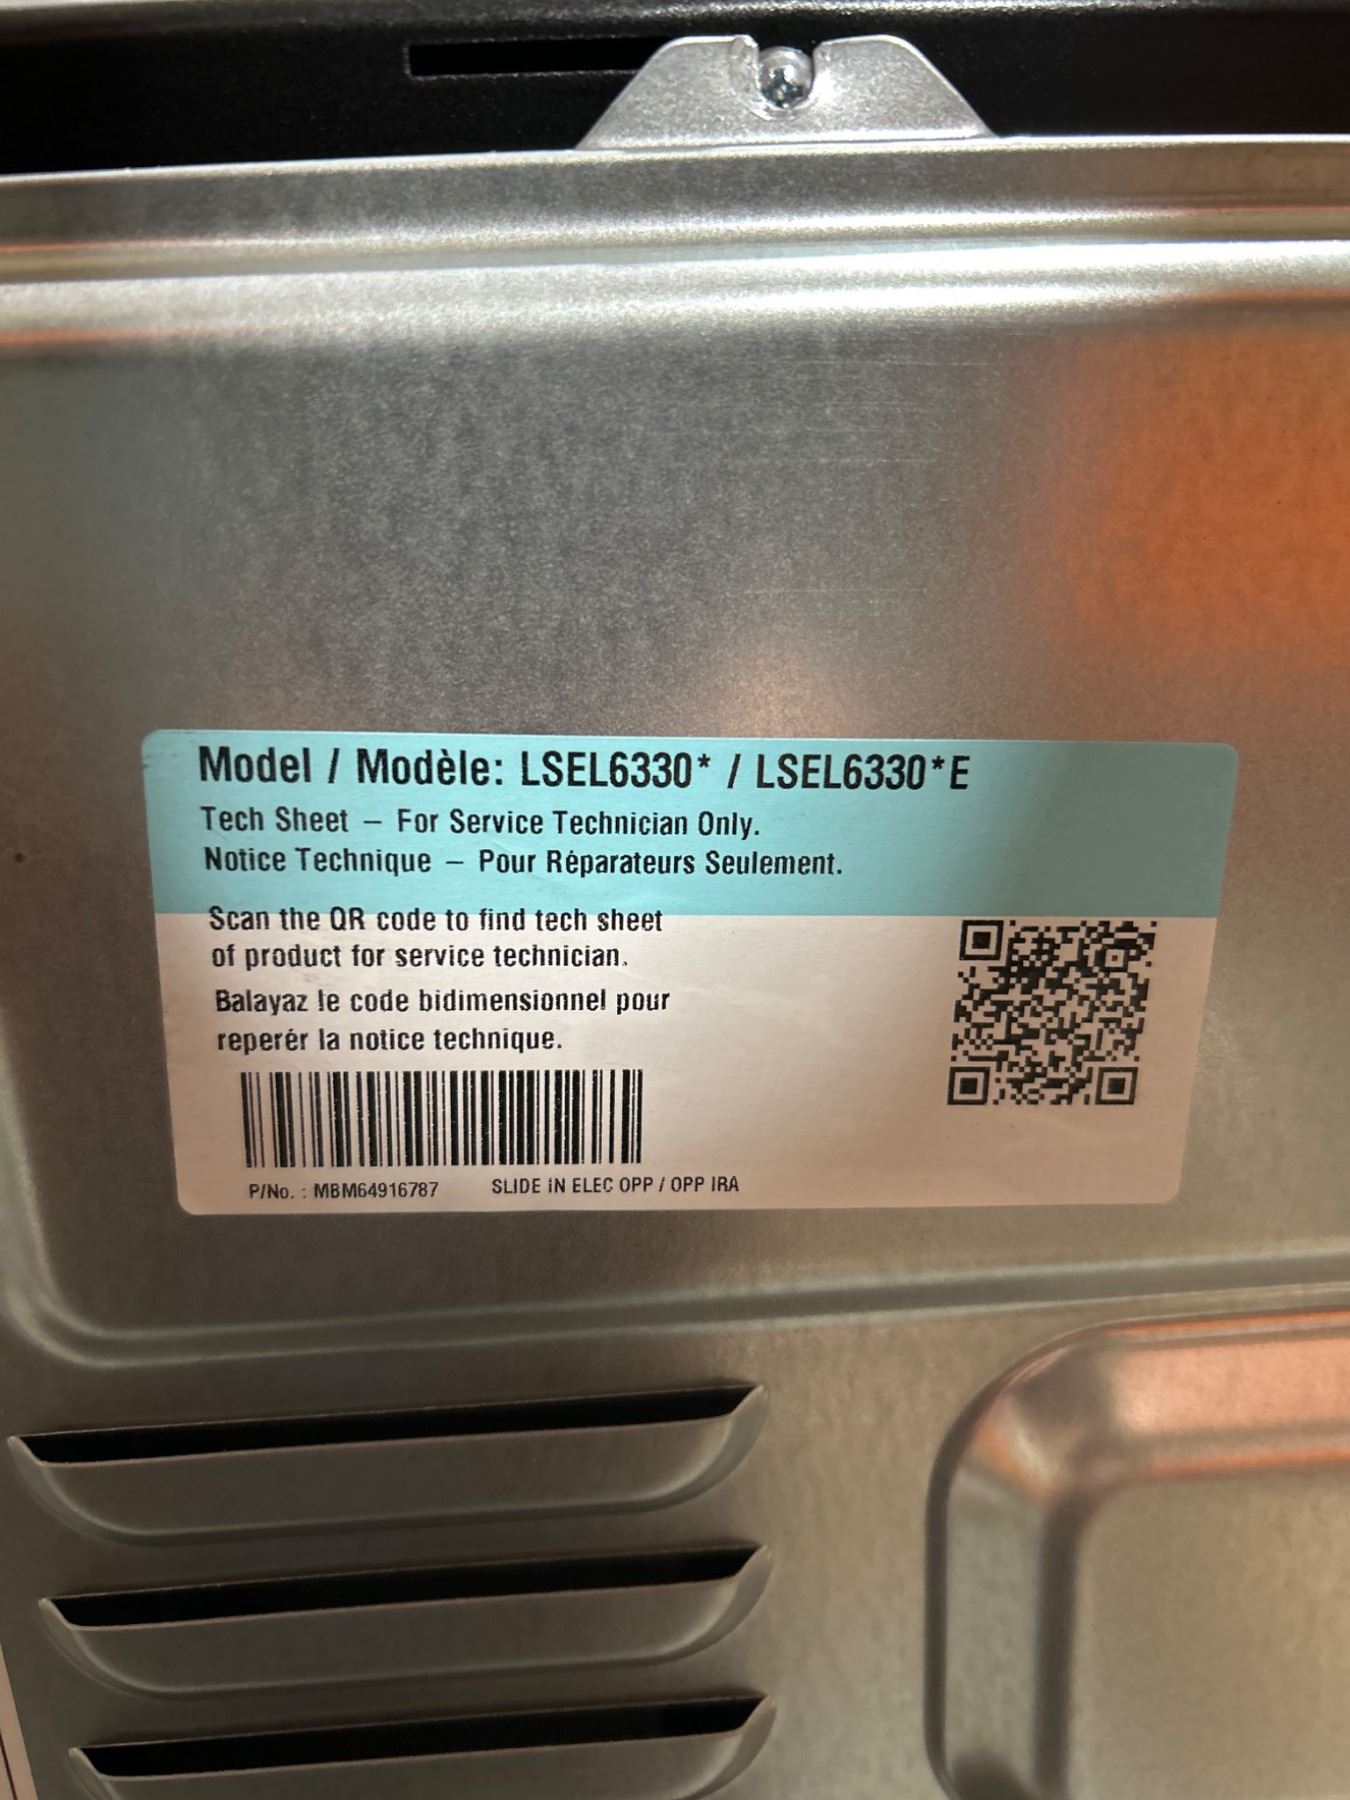 Model / Modèle: LSEL6330* / LSEL6330*E
Tech Sheet – For Service Technician Only.
Notice Technique – Pour Réparateurs Seulement.
Scan the QR code to find tech sheet
of product for service technician.
Balayaz le code bidimensionnel pour
reperér la notice technique.
P/No. : MBM64916787 SLIDE iN ELEC OPP / OPP IRA